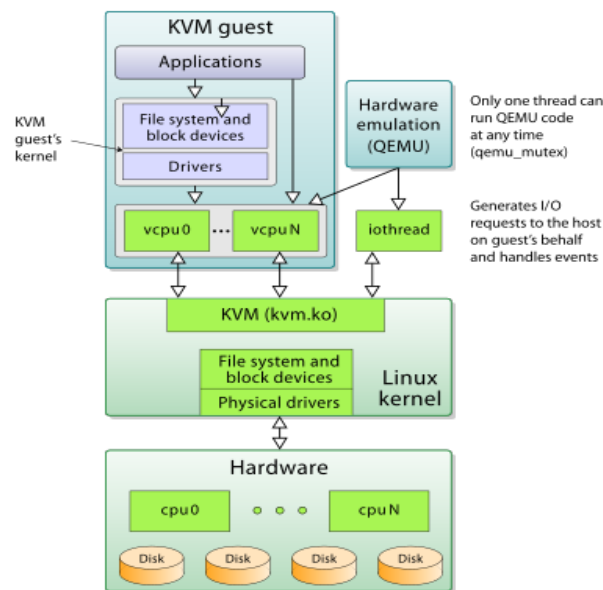 KVM guest
Applications
File system and
block devices
Drivers
KVM
guest's
kernel
vcpu0 ... vcpuN
Hardware
emulation
(QEMU)
Only one thread can
run QEMU code
at any time
(qemu_mutex)
iothread
Generates I/O
requests to the host
on guest's behalf
and handles events
KVM (kvm.ko)
File system and
block devices
Physical drivers
Linux
kernel
Hardware
cpu0 cpuN
Disk Disk Disk Disk